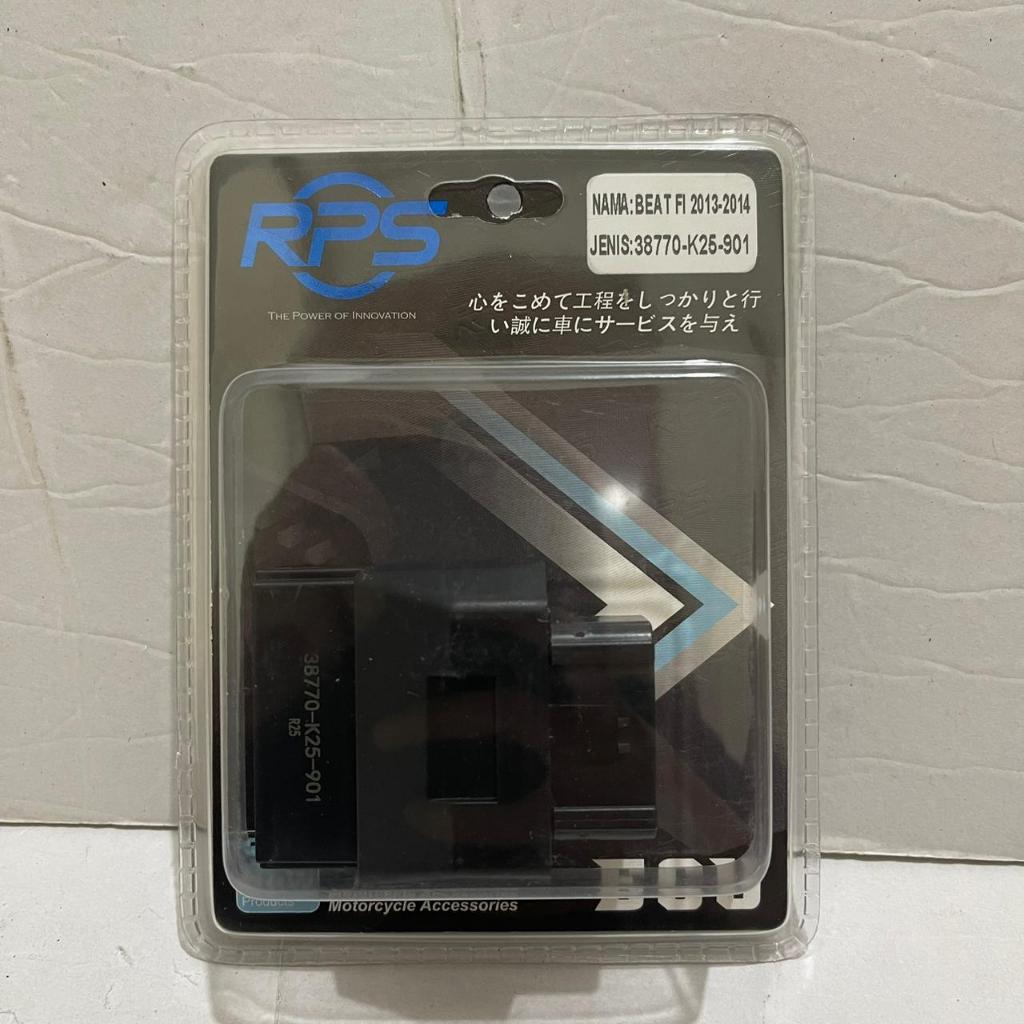 RPS
THE POWER OF INNOVATION
NAMA:BEAT FI 2013-2014
JENIS:38770-K25-901
心をこめて工程をしっかりと行
い誠に車にサービスを与え
38770-K25-901
R25
Products
Motorcycle Accessories
ECU